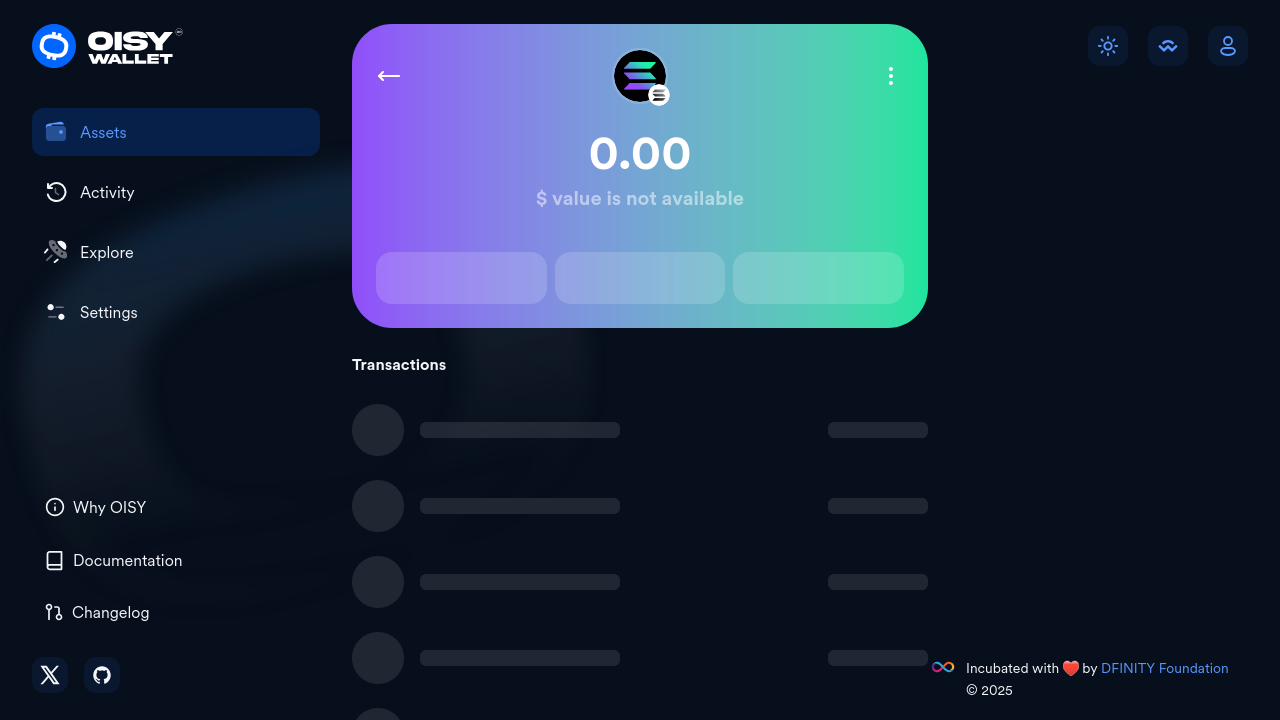 OISY
WALLET
Assets
Activity
Explore
Settings
Why OISY
Documentation
Changelog
0.00
$ value is not available
Transactions
Incubated with ❤️ by DFINITY Foundation
© 2025